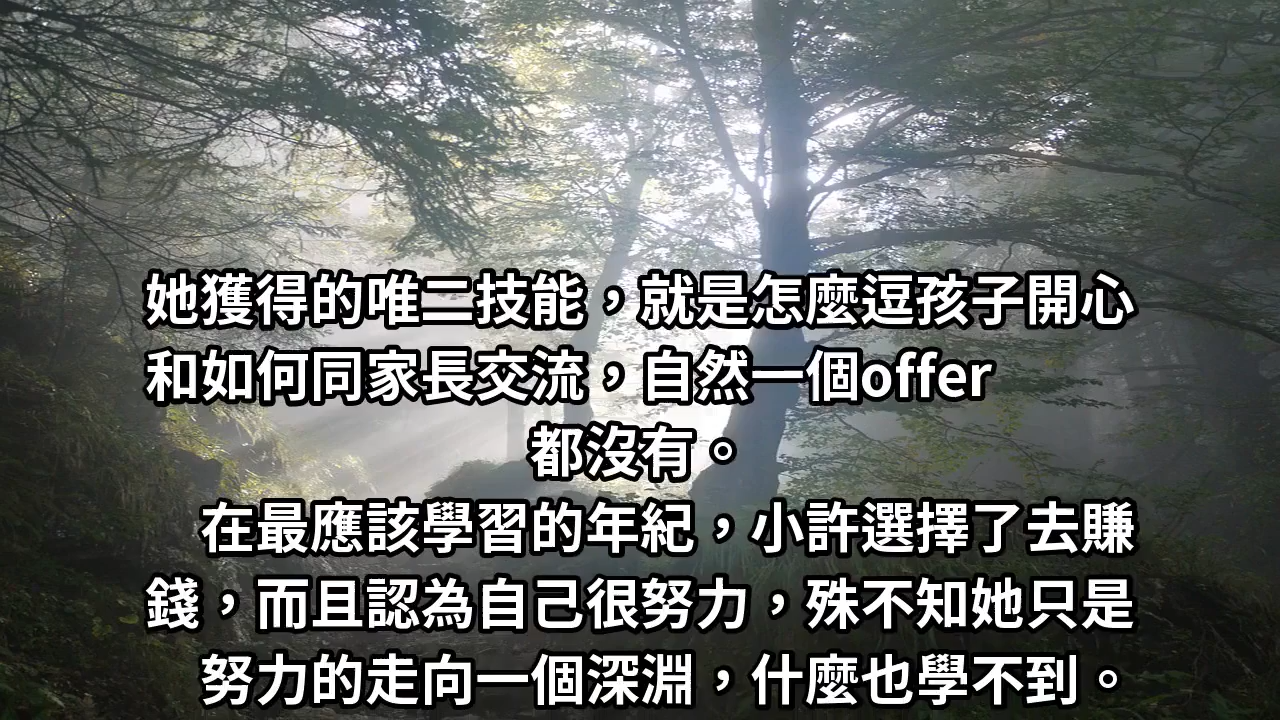 她獲得的唯二技能，就是怎麼逗孩子開心
和如何同家長交流，自然一個offer
都沒有。
在最應該學習的年紀，小許選擇了去賺
錢，而且認為自己很努力，殊不知她只是
努力的走向一個深淵，什麼也學不到。